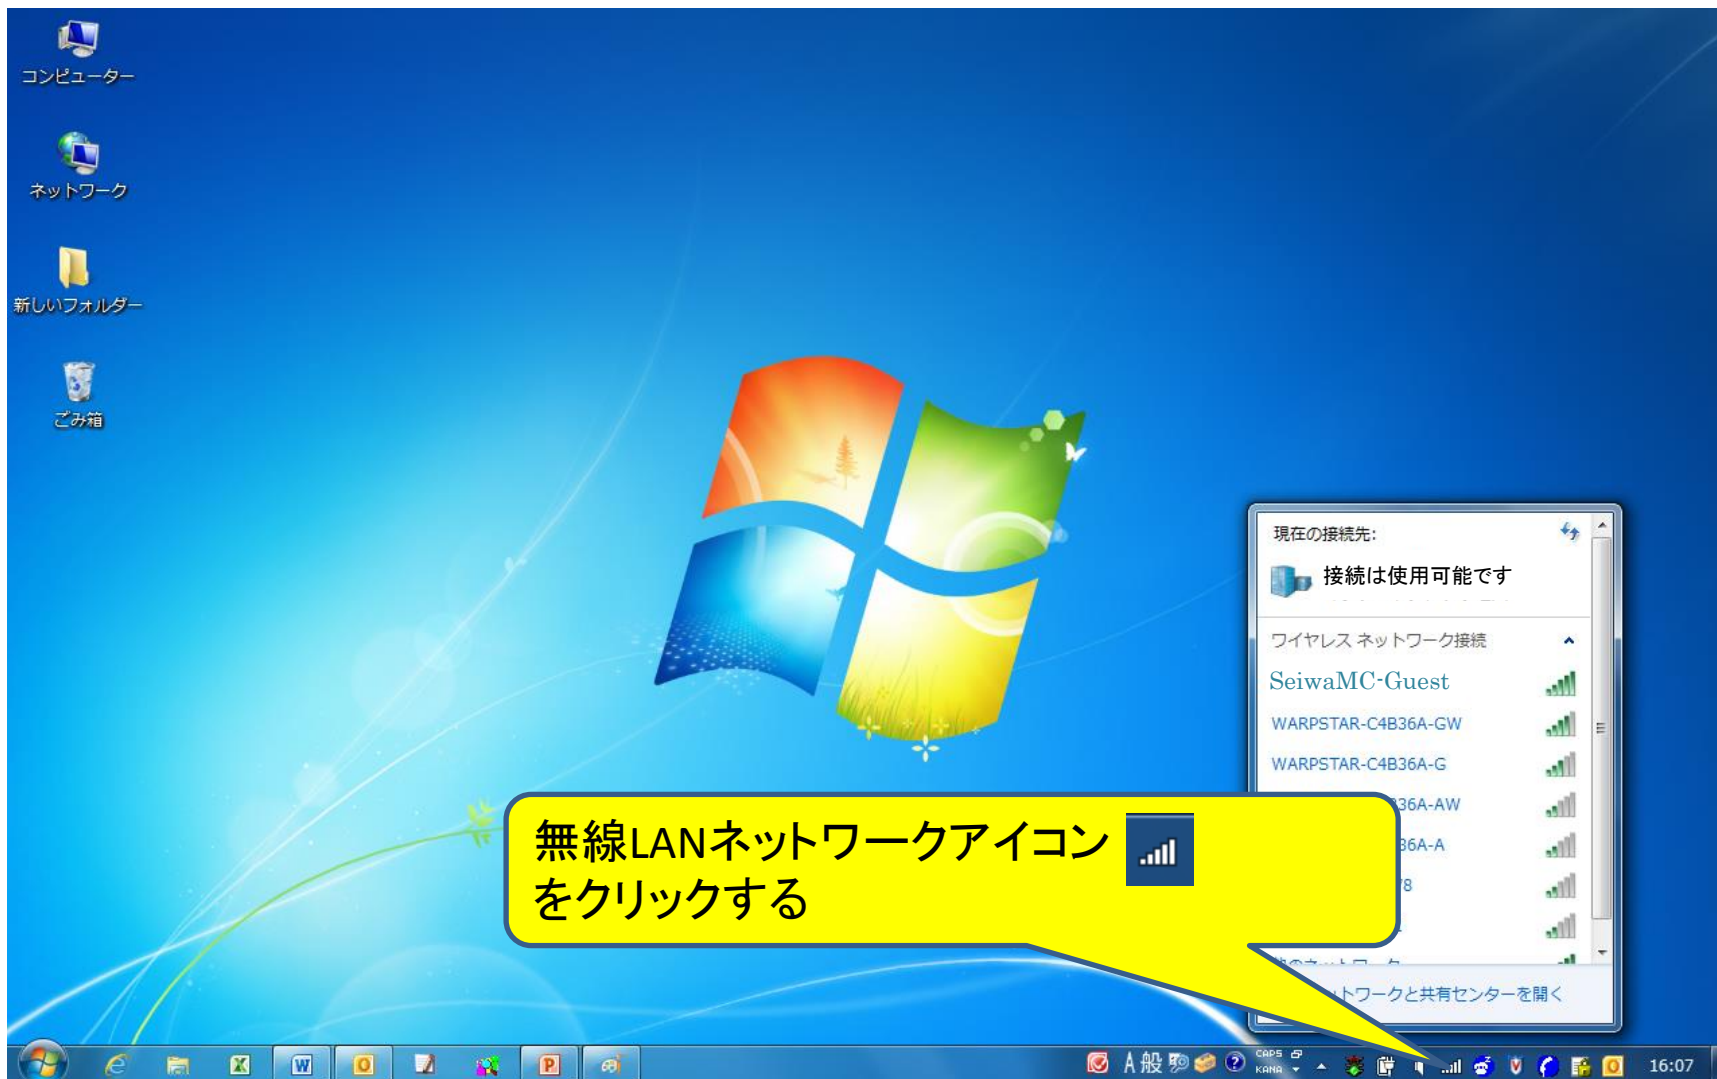 コンピューター
ネットワーク
新しいフォルダー
ごみ箱
現在の接続先:
接続は使用可能です
ワイヤレス ネットワーク接続
SeiwaMC-Guest
WARPSTAR-C4B36A-GW
WARPSTAR-C4B36A-G
36A-AW
36A-A
無線LANネットワークアイコン
をクリックする
ットワークと共有センターを開く
A 般
CAPS
KANA
16:07